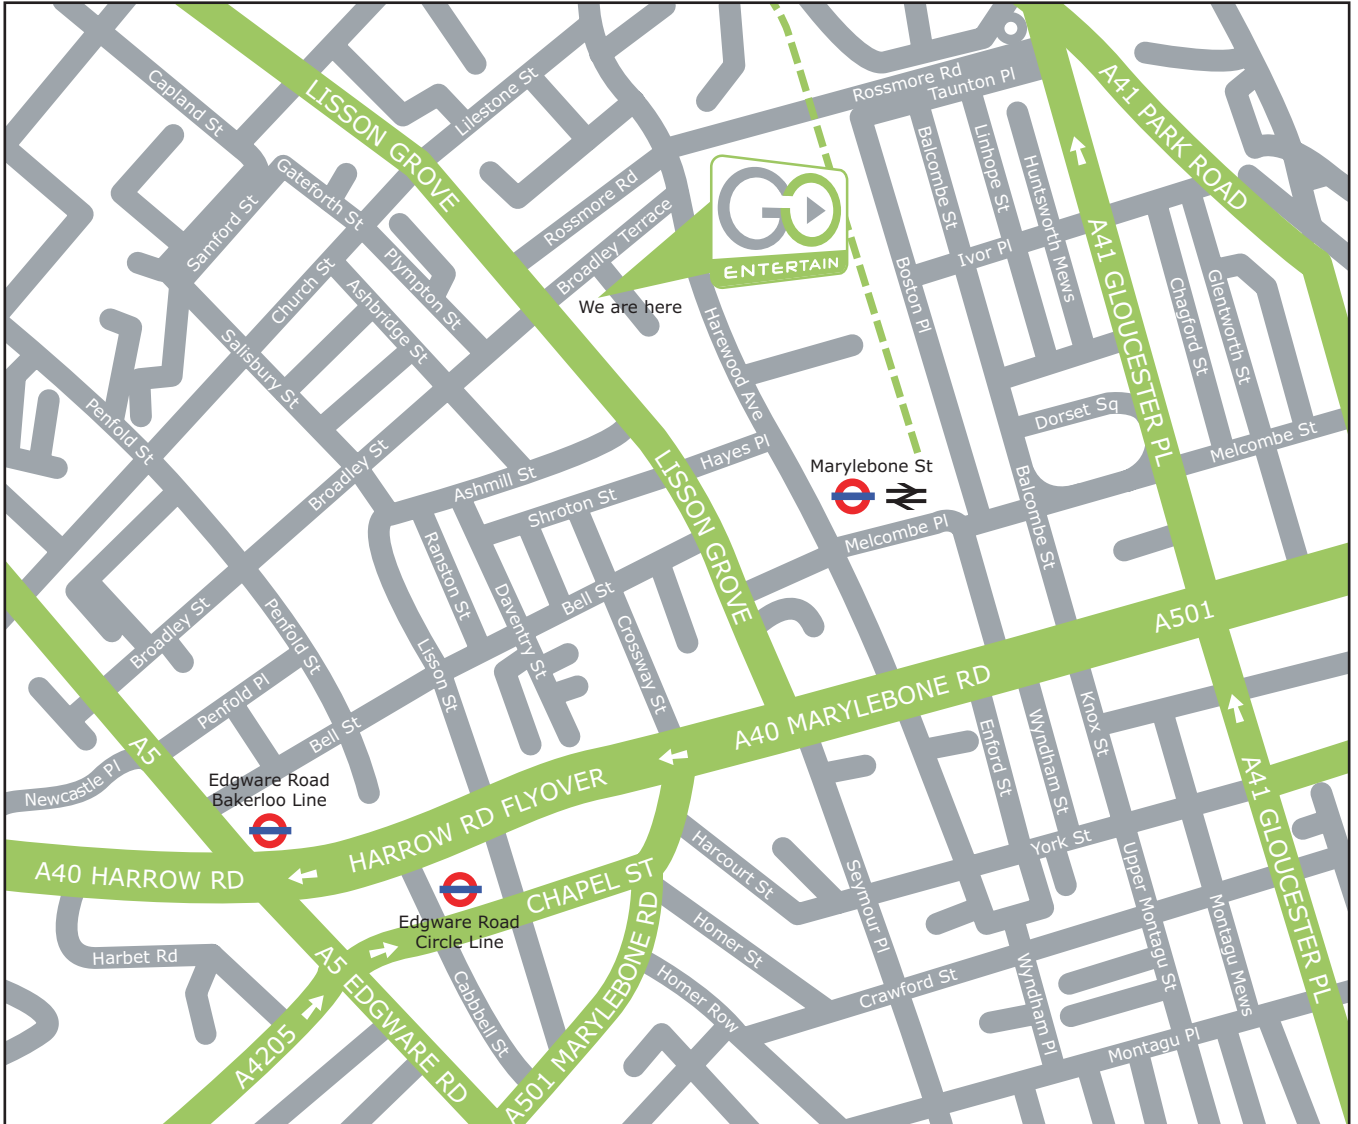 Capland St
LISSON GROVE
Lilestone St
Rossmore Rd
Taunton Pl
A41 PARK ROAD
Gateforth St
Samford St
Church St
Plympton St
Ashbridge St
Salisbury St
Rossmore Rd
Broadley Terrace
GO
ENTERTAIN
We are here
Balcombe St
Linhope St
Huntsworth Mews
Ivor Pl
Boston Pl
A41 GLOUCESTER PL
Chagford St
Glentworth St
Harewood Ave
Dorset Sq
Melcombe St
Penfold St
Broadley St
Ashmill St
Hayes Pl
Shroton St
LISSON GROVE
Marylebone St
Melcombe Pl
Balcombe St
Ranston St
Daventry St
Bell St
Crossway St
Lisson St
Broadley St
Penfold St
Penfold Pl
Bell St
A501
A40 MARYLEBONE RD
Knox St
Wyndham St
Enford St
A5
Newcastle Pl
Edgware Road
Bakerloo Line
HARROW RD FLYOVER
A40 HARROW RD
A41 GLOUCESTER PL
York St
Harcourt St
Seymour Pl
Upper Montagu St
Montagu Mews
CHAPEL ST
Edgware Road
Circle Line
Homer St
Homer Row
Crawford St
Wyndham Pl
Montagu Pl
Harbet Rd
A5 EDGWARE RD
A4205
Cabbell St
A501 MARYLEBONE RD